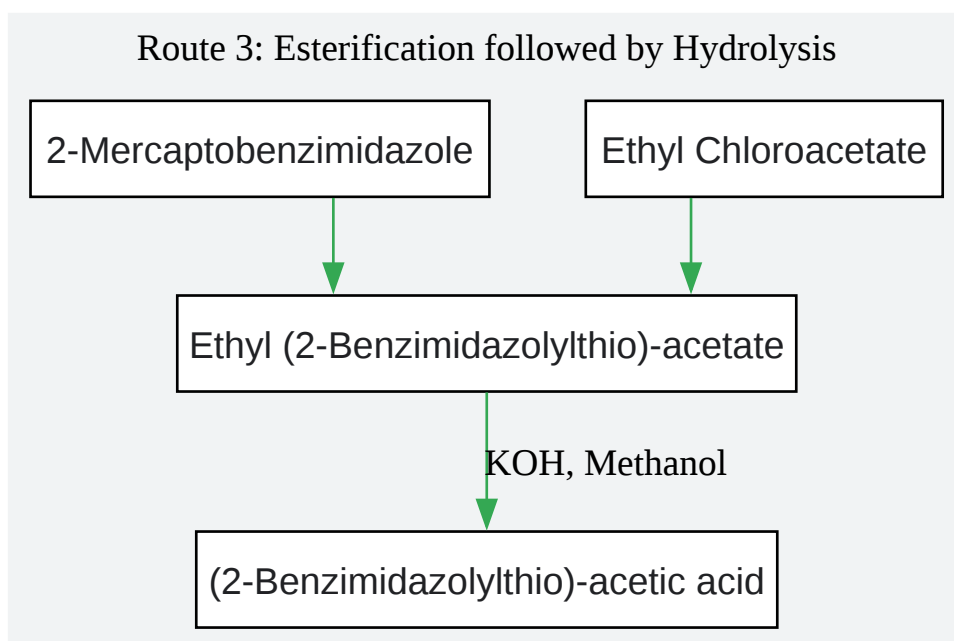 Route 3: Esterification followed by Hydrolysis
2-Mercaptobenzimidazole
Ethyl Chloroacetate
Ethyl (2-Benzimidazolylthio)-acetate
KOH, Methanol
(2-Benzimidazolylthio)-acetic acid